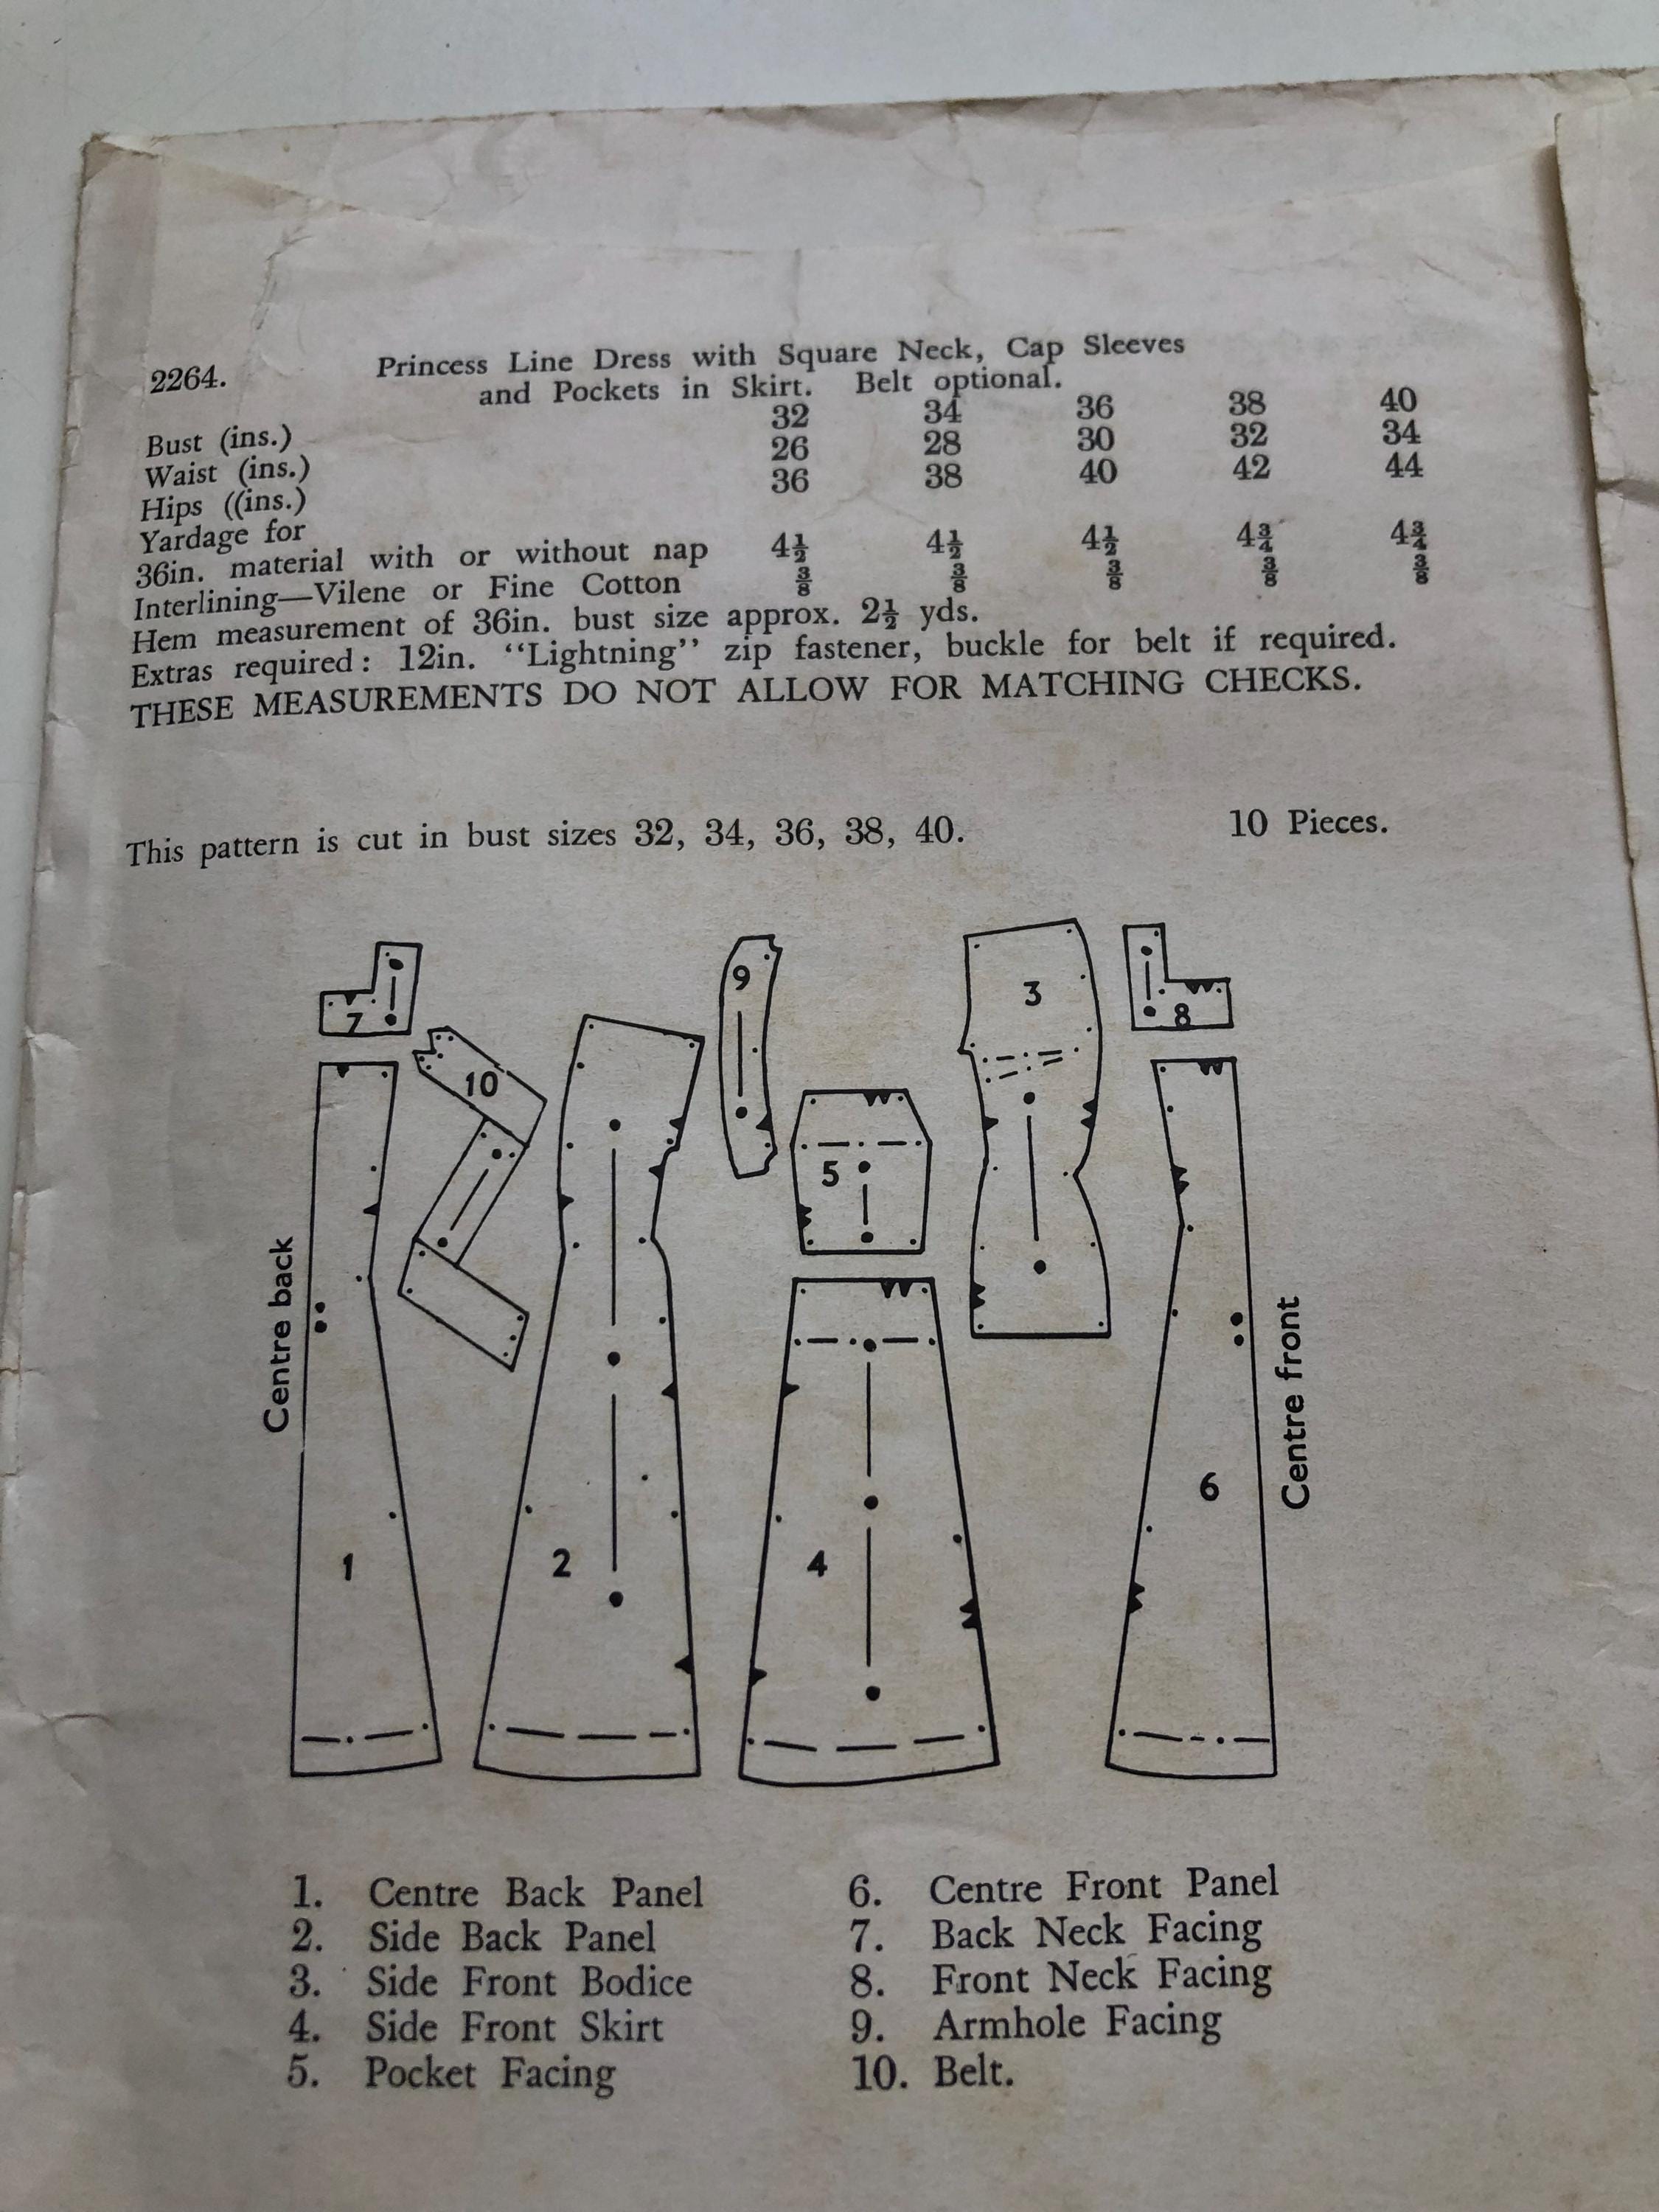 2264. Princess Line Dress with Square Neck, Cap Sleeves
and Pockets in Skirt. Belt optional.
Bust (ins.) 32 34 36 38 40
Waist (ins.) 26 28 30 32 34
Hips ((ins.) 36 38 40 42 44
Yardage for
36in. material with or without nap 4½ 4½ 4½ 4¾ 4¾
Interlining—Vilene or Fine Cotton ⅜ ⅜ ⅜ ⅜ ⅜
Hem measurement of 36in. bust size approx. 2½ yds.
Extras required: 12in. "Lightning" zip fastener, buckle for belt if required.
THESE MEASUREMENTS DO NOT ALLOW FOR MATCHING CHECKS.
This pattern is cut in bust sizes 32, 34, 36, 38, 40. 10 Pieces.
7
10
9
3
8
5
Centre back
1
2
4
6
Centre front
1. Centre Back Panel
2. Side Back Panel
3. Side Front Bodice
4. Side Front Skirt
5. Pocket Facing
6. Centre Front Panel
7. Back Neck Facing
8. Front Neck Facing
9. Armhole Facing
10. Belt.